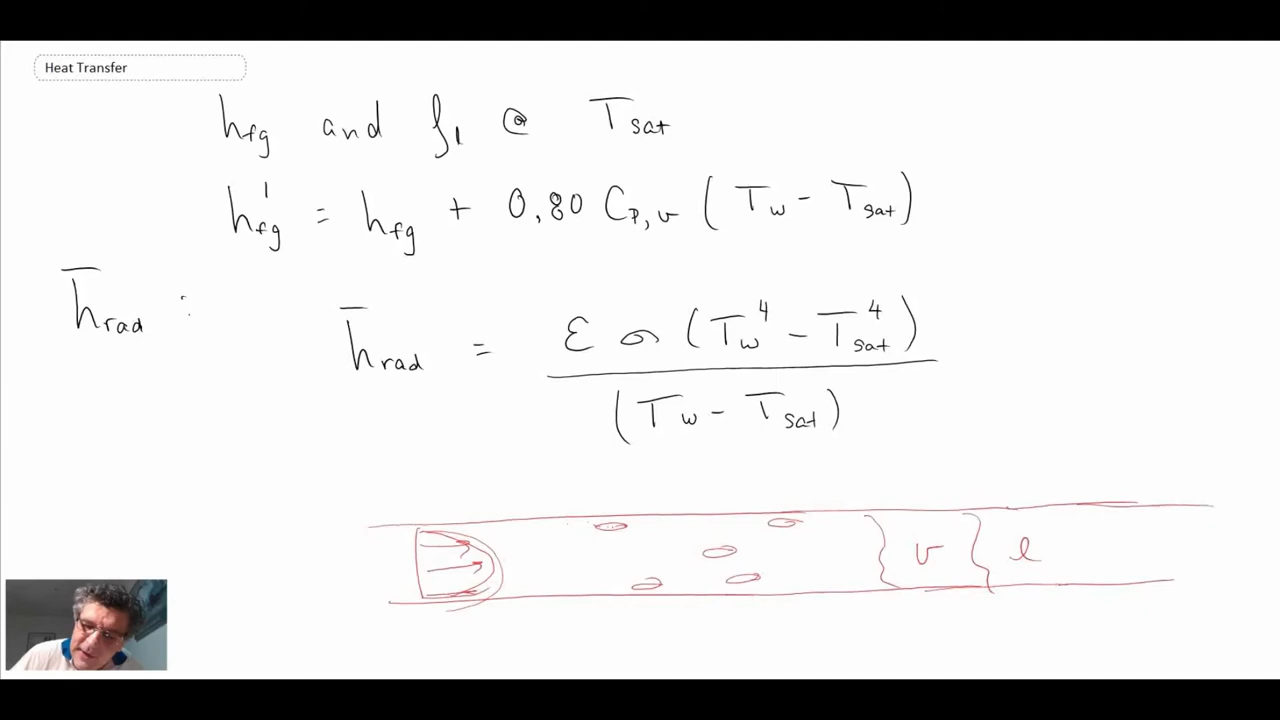 Heat Transfer
hfg and ρl @ Tsat
h'fg = hfg + 0,80 Cp,v (Tw - Tsat)
h̄rad : h̄rad = ε σ (Tw⁴ - Tsat⁴)
(Tw - Tsat)
v l